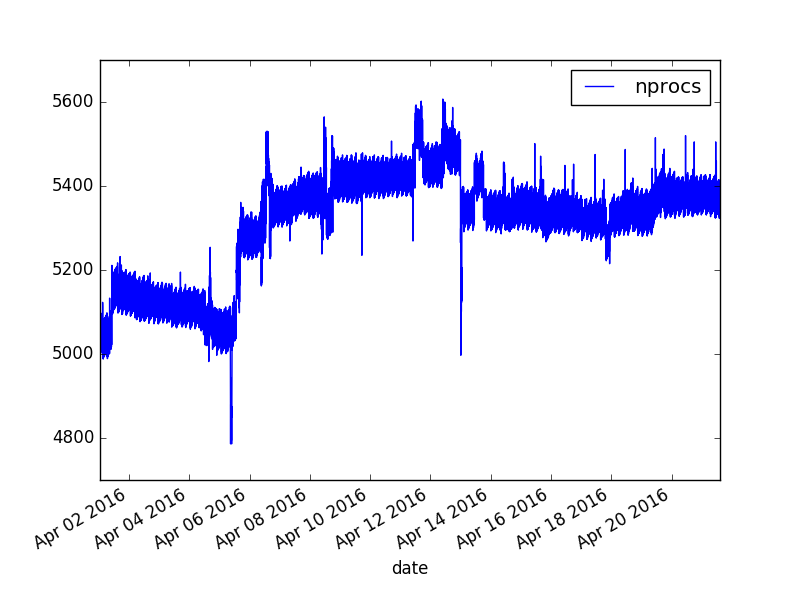 nprocs
5600
5400
5200
5000
4800
Apr 02 2016
Apr 04 2016
Apr 06 2016
Apr 08 2016
Apr 10 2016
Apr 12 2016
Apr 14 2016
Apr 16 2016
Apr 18 2016
Apr 20 2016
date